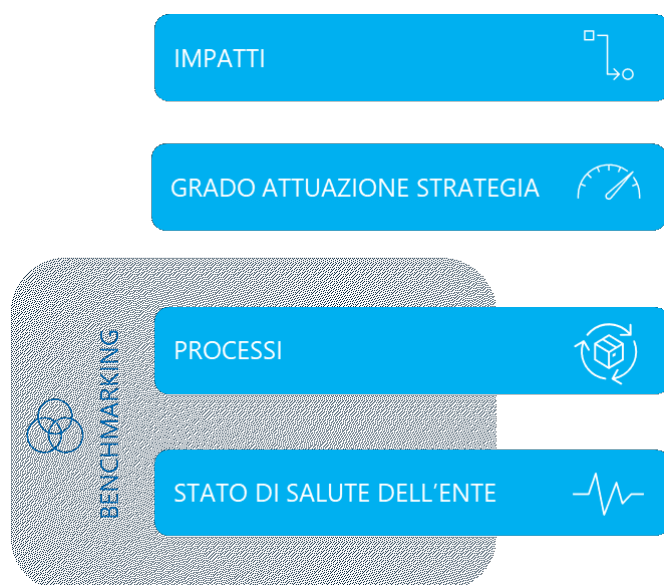 IMPATTI
GRADO ATTUAZIONE STRATEGIA
BENCHMARKING
PROCESSI
STATO DI SALUTE DELL’ENTE